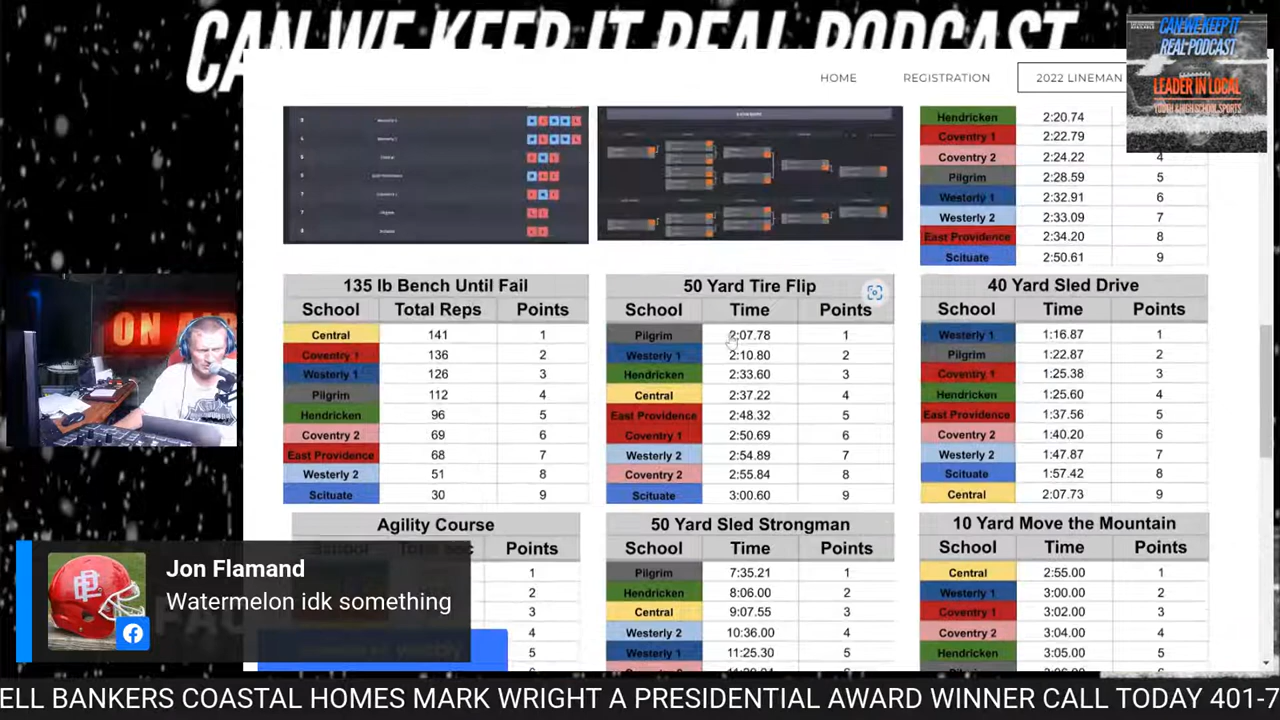 CAN WE KEEP IT REAL PODCAST
CAN WE KEEP IT
REAL PODCAST
LEADER IN LOCAL
YOUTH & HIGH SCHOOL SPORTS
HOME REGISTRATION 2022 LINEMAN
Hendricken 2:20.74
Coventry 1 2:22.79
Coventry 2 2:24.22 4
Pilgrim 2:28.59 5
Westerly 1 2:32.91 6
Westerly 2 2:33.09 7
East Providence 2:34.20 8
Scituate 2:50.61 9
135 lb Bench Until Fail
School Total Reps Points
Central 141 1
Coventry 1 136 2
Westerly 1 126 3
Pilgrim 112 4
Hendricken 96 5
Coventry 2 69 6
East Providence 68 7
Westerly 2 51 8
Scituate 30 9
50 Yard Tire Flip
School Time Points
Pilgrim 2:07.78 1
Westerly 1 2:10.80 2
Hendricken 2:33.60 3
Central 2:37.22 4
East Providence 2:48.32 5
Coventry 1 2:50.69 6
Westerly 2 2:54.89 7
Coventry 2 2:55.84 8
Scituate 3:00.60 9
40 Yard Sled Drive
School Time Points
Westerly 1 1:16.87 1
Pilgrim 1:22.87 2
Coventry 1 1:25.38 3
Hendricken 1:25.60 4
East Providence 1:37.56 5
Coventry 2 1:40.20 6
Westerly 2 1:47.87 7
Scituate 1:57.42 8
Central 2:07.73 9
Agility Course
School Points
1
2
3
4
5
50 Yard Sled Strongman
School Time Points
Pilgrim 7:35.21 1
Hendricken 8:06.00 2
Central 9:07.55 3
Westerly 2 10:36.00 4
Westerly 1 11:25.30 5
10 Yard Move the Mountain
School Time Points
Central 2:55.00 1
Westerly 1 3:00.00 2
Coventry 1 3:02.00 3
Coventry 2 3:04.00 4
Hendricken 3:05.00 5
ON A
Jon Flamand
Watermelon idk something
ELL BANKERS COASTAL HOMES MARK WRIGHT A PRESIDENTIAL AWARD WINNER CALL TODAY 401-7